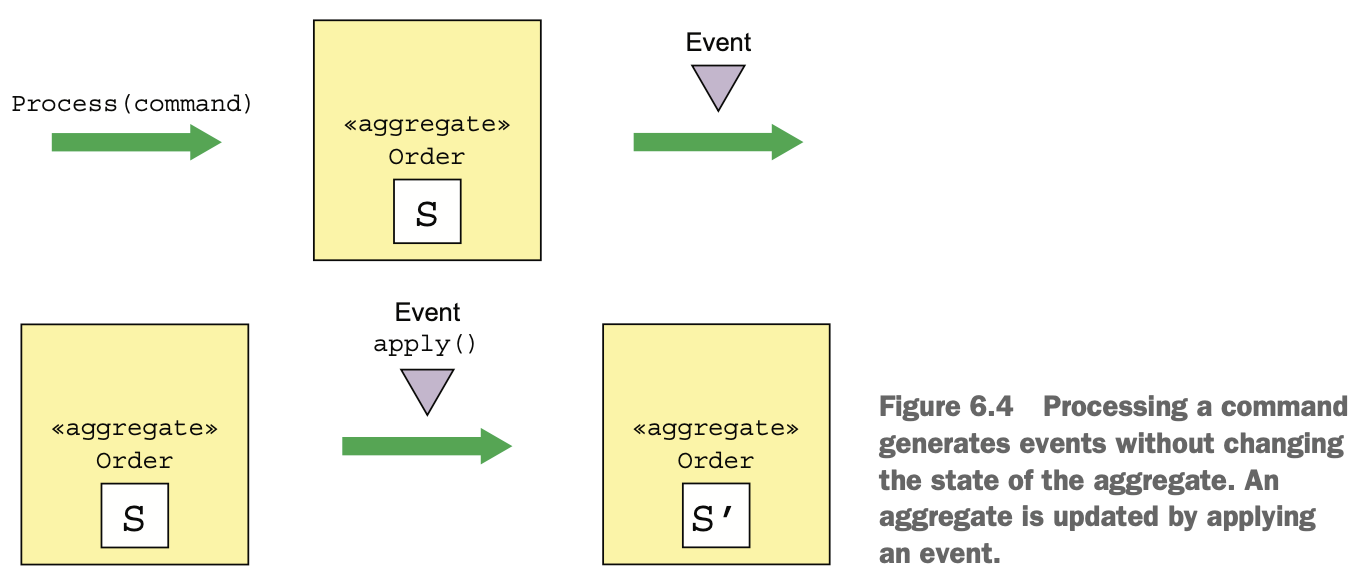 Event
Process(command)
«aggregate»
Order
S
Event
apply()
«aggregate»
Order
S
«aggregate»
Order
S′
Figure 6.4 Processing a command
generates events without changing
the state of the aggregate. An
aggregate is updated by applying
an event.